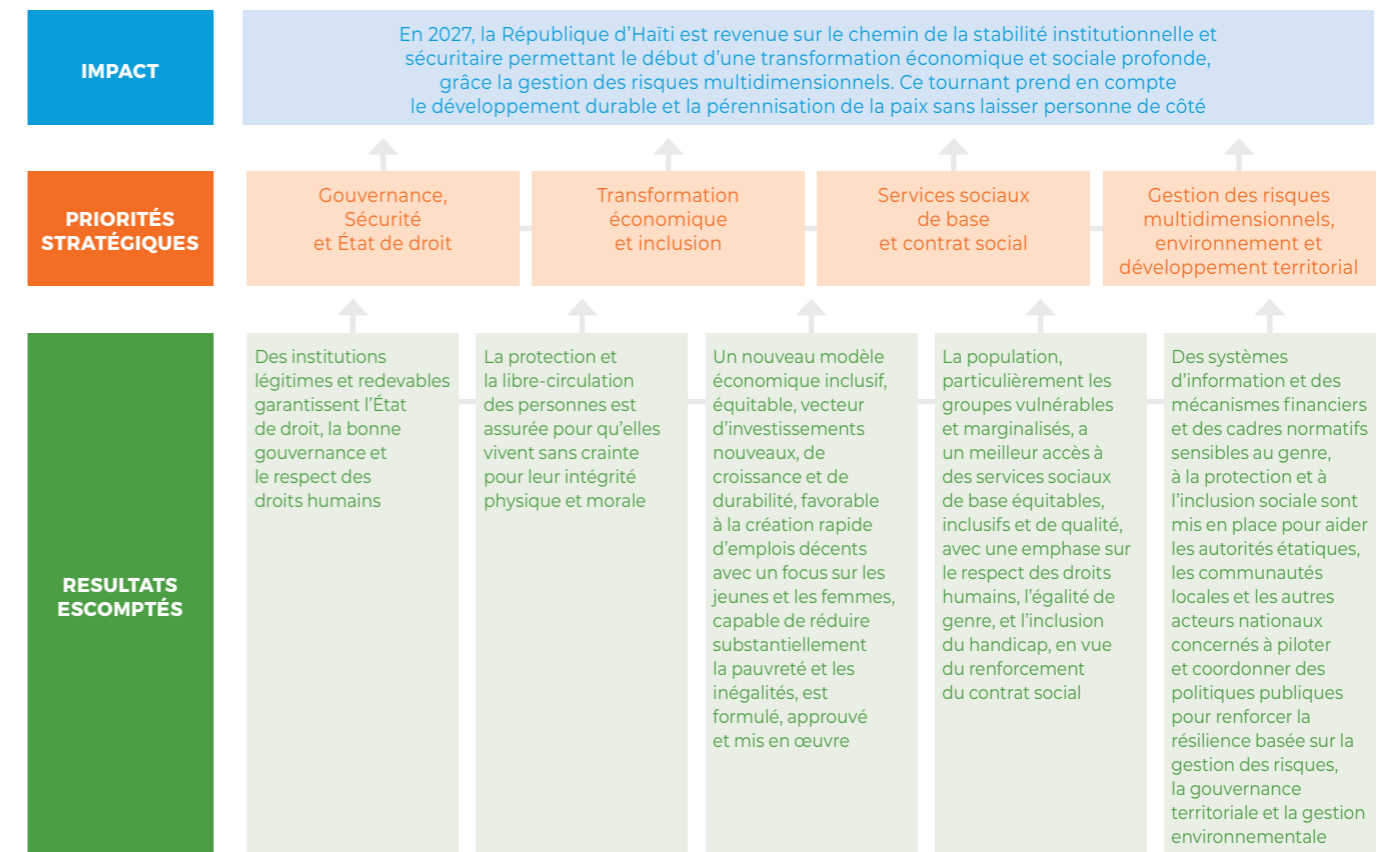 IMPACT
En 2027, la République d’Haïti est revenue sur le chemin de la stabilité institutionnelle et
sécuritaire permettant le début d’une transformation économique et sociale profonde,
grâce la gestion des risques multidimensionnels. Ce tournant prend en compte
le développement durable et la pérennisation de la paix sans laisser personne de côté
PRIORITÉS
STRATÉGIQUES
Gouvernance,
Sécurité
et État de droit
Transformation
économique
et inclusion
Services sociaux
de base
et contrat social
Gestion des risques
multidimensionnels,
environnement et
développement territorial
RESULTATS
ESCOMPTÉS
Des institutions
légitimes et redevables
garantissent l’État
de droit, la bonne
gouvernance et
le respect des
droits humains
La protection et
la libre-circulation
des personnes est
assurée pour qu’elles
vivent sans crainte
pour leur intégrité
physique et morale
Un nouveau modèle
économique inclusif,
équitable, vecteur
d’investissements
nouveaux, de
croissance et de
durabilité, favorable
à la création rapide
d’emplois décents
avec un focus sur les
jeunes et les femmes,
capable de réduire
substantiellement
la pauvreté et les
inégalités, est
formulé, approuvé
et mis en œuvre
La population,
particulièrement les
groupes vulnérables
et marginalisés, a
un meilleur accès à
des services sociaux
de base équitables,
inclusifs et de qualité,
avec une emphase sur
le respect des droits
humains, l’égalité de
genre, et l’inclusion
du handicap, en vue
du renforcement
du contrat social
Des systèmes
d’information et des
mécanismes financiers
et des cadres normatifs
sensibles au genre,
à la protection et à
l’inclusion sociale sont
mis en place pour aider
les autorités étatiques,
les communautés
locales et les autres
acteurs nationaux
concernés à piloter
et coordonner des
politiques publiques
pour renforcer la
résilience basée sur la
gestion des risques,
la gouvernance
territoriale et la gestion
environnementale